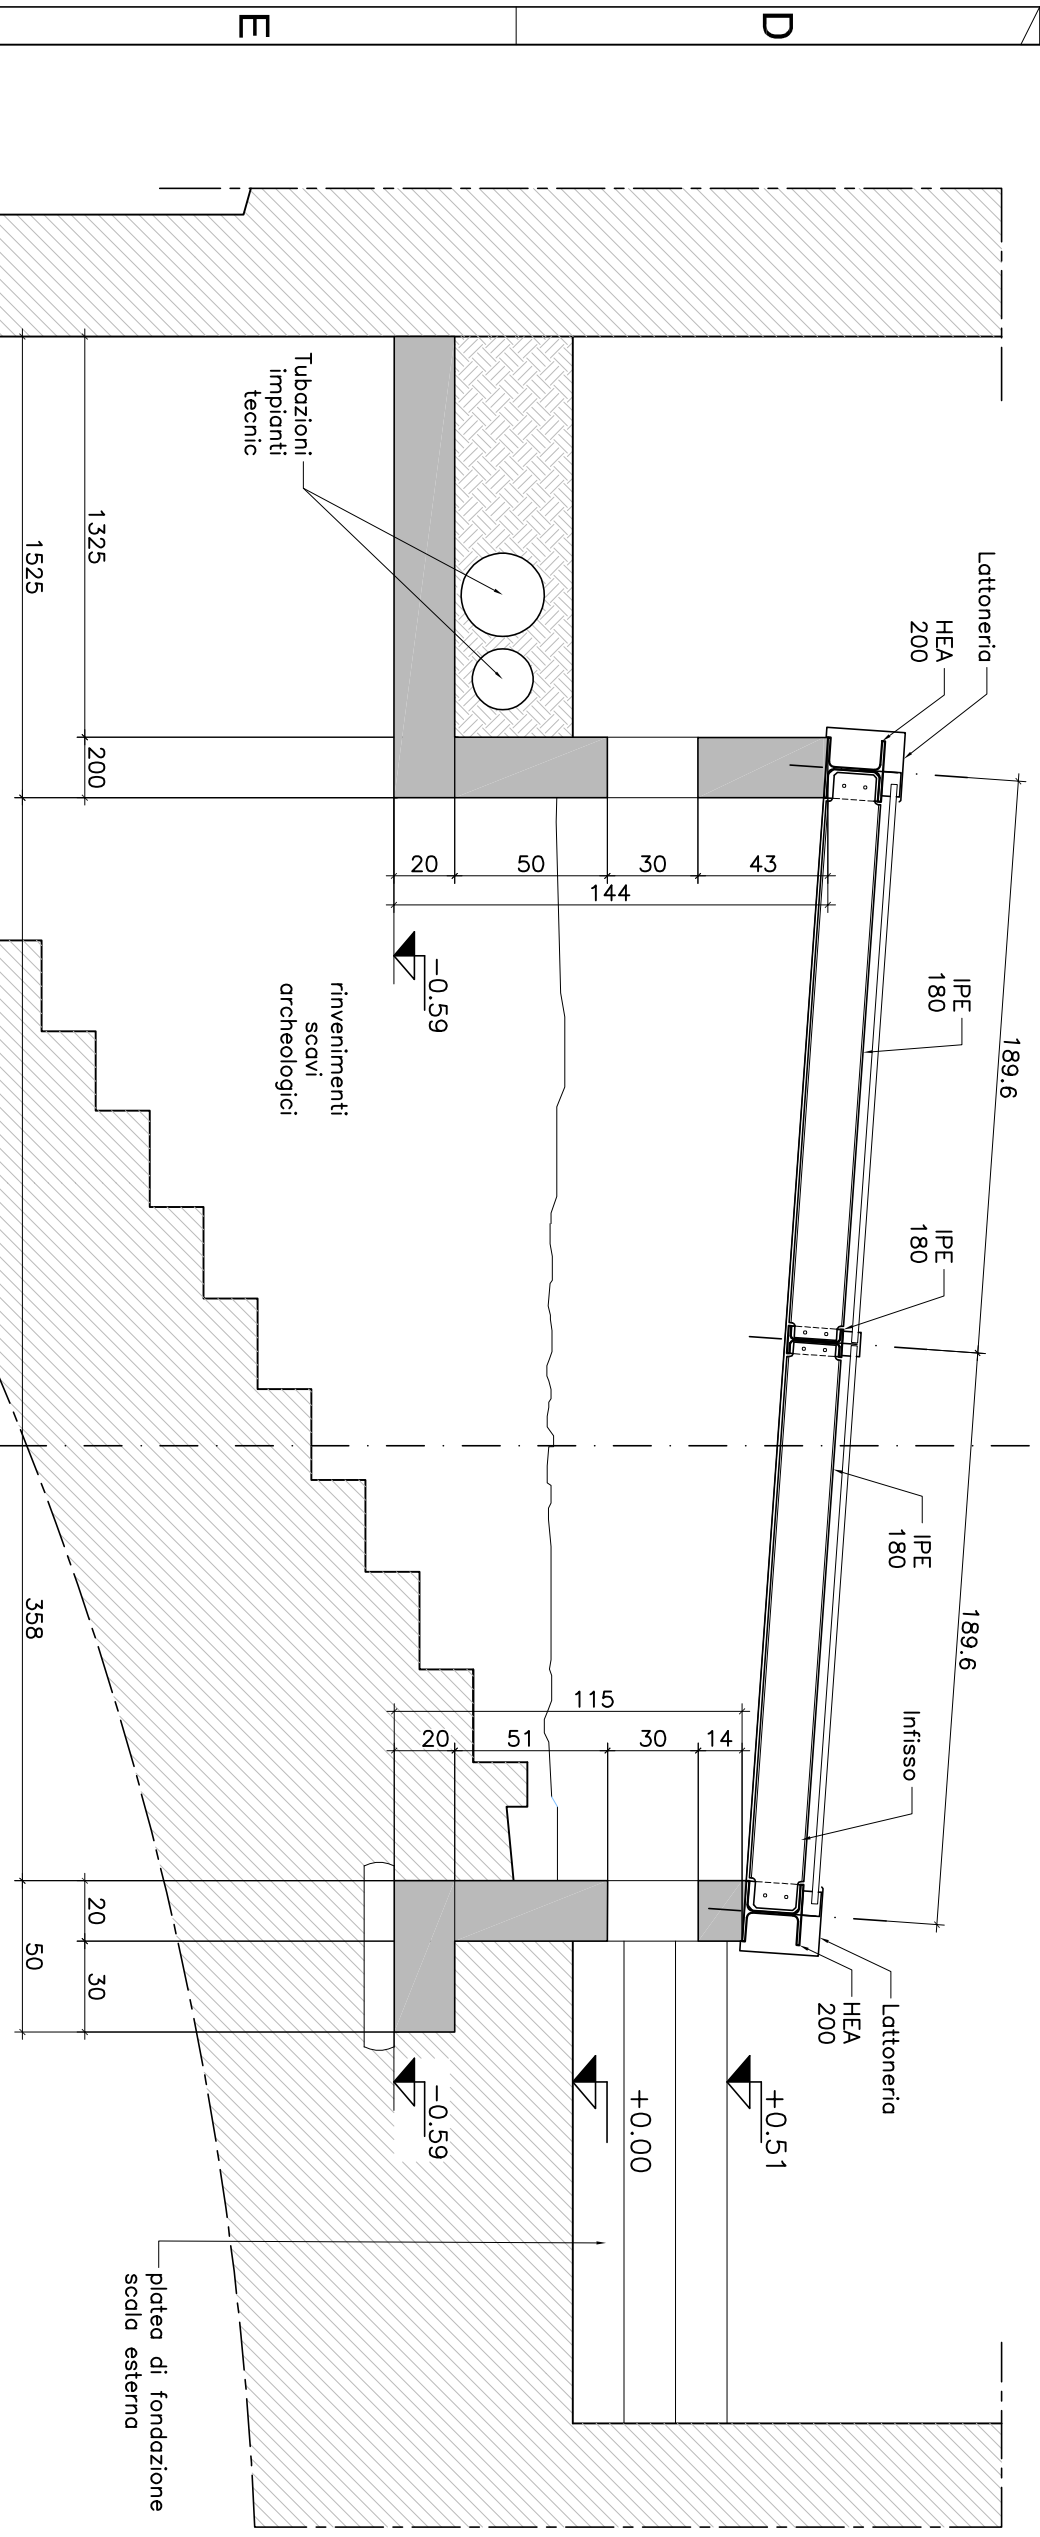 D
E
Lattoneria
HEA
200
IPE
180
189.6
IPE
180
IPE
180
189.6
Infisso
Lattoneria
HEA
200
Tubazioni
impianti
tecnic
20
50
30
43
144
-0.59
rinvenimenti
scavi
archeologici
115
20
51
30
14
+0.51
+0.00
-0.59
platea di fondazione
scala esterna
1325
200
20
30
1525
358
50